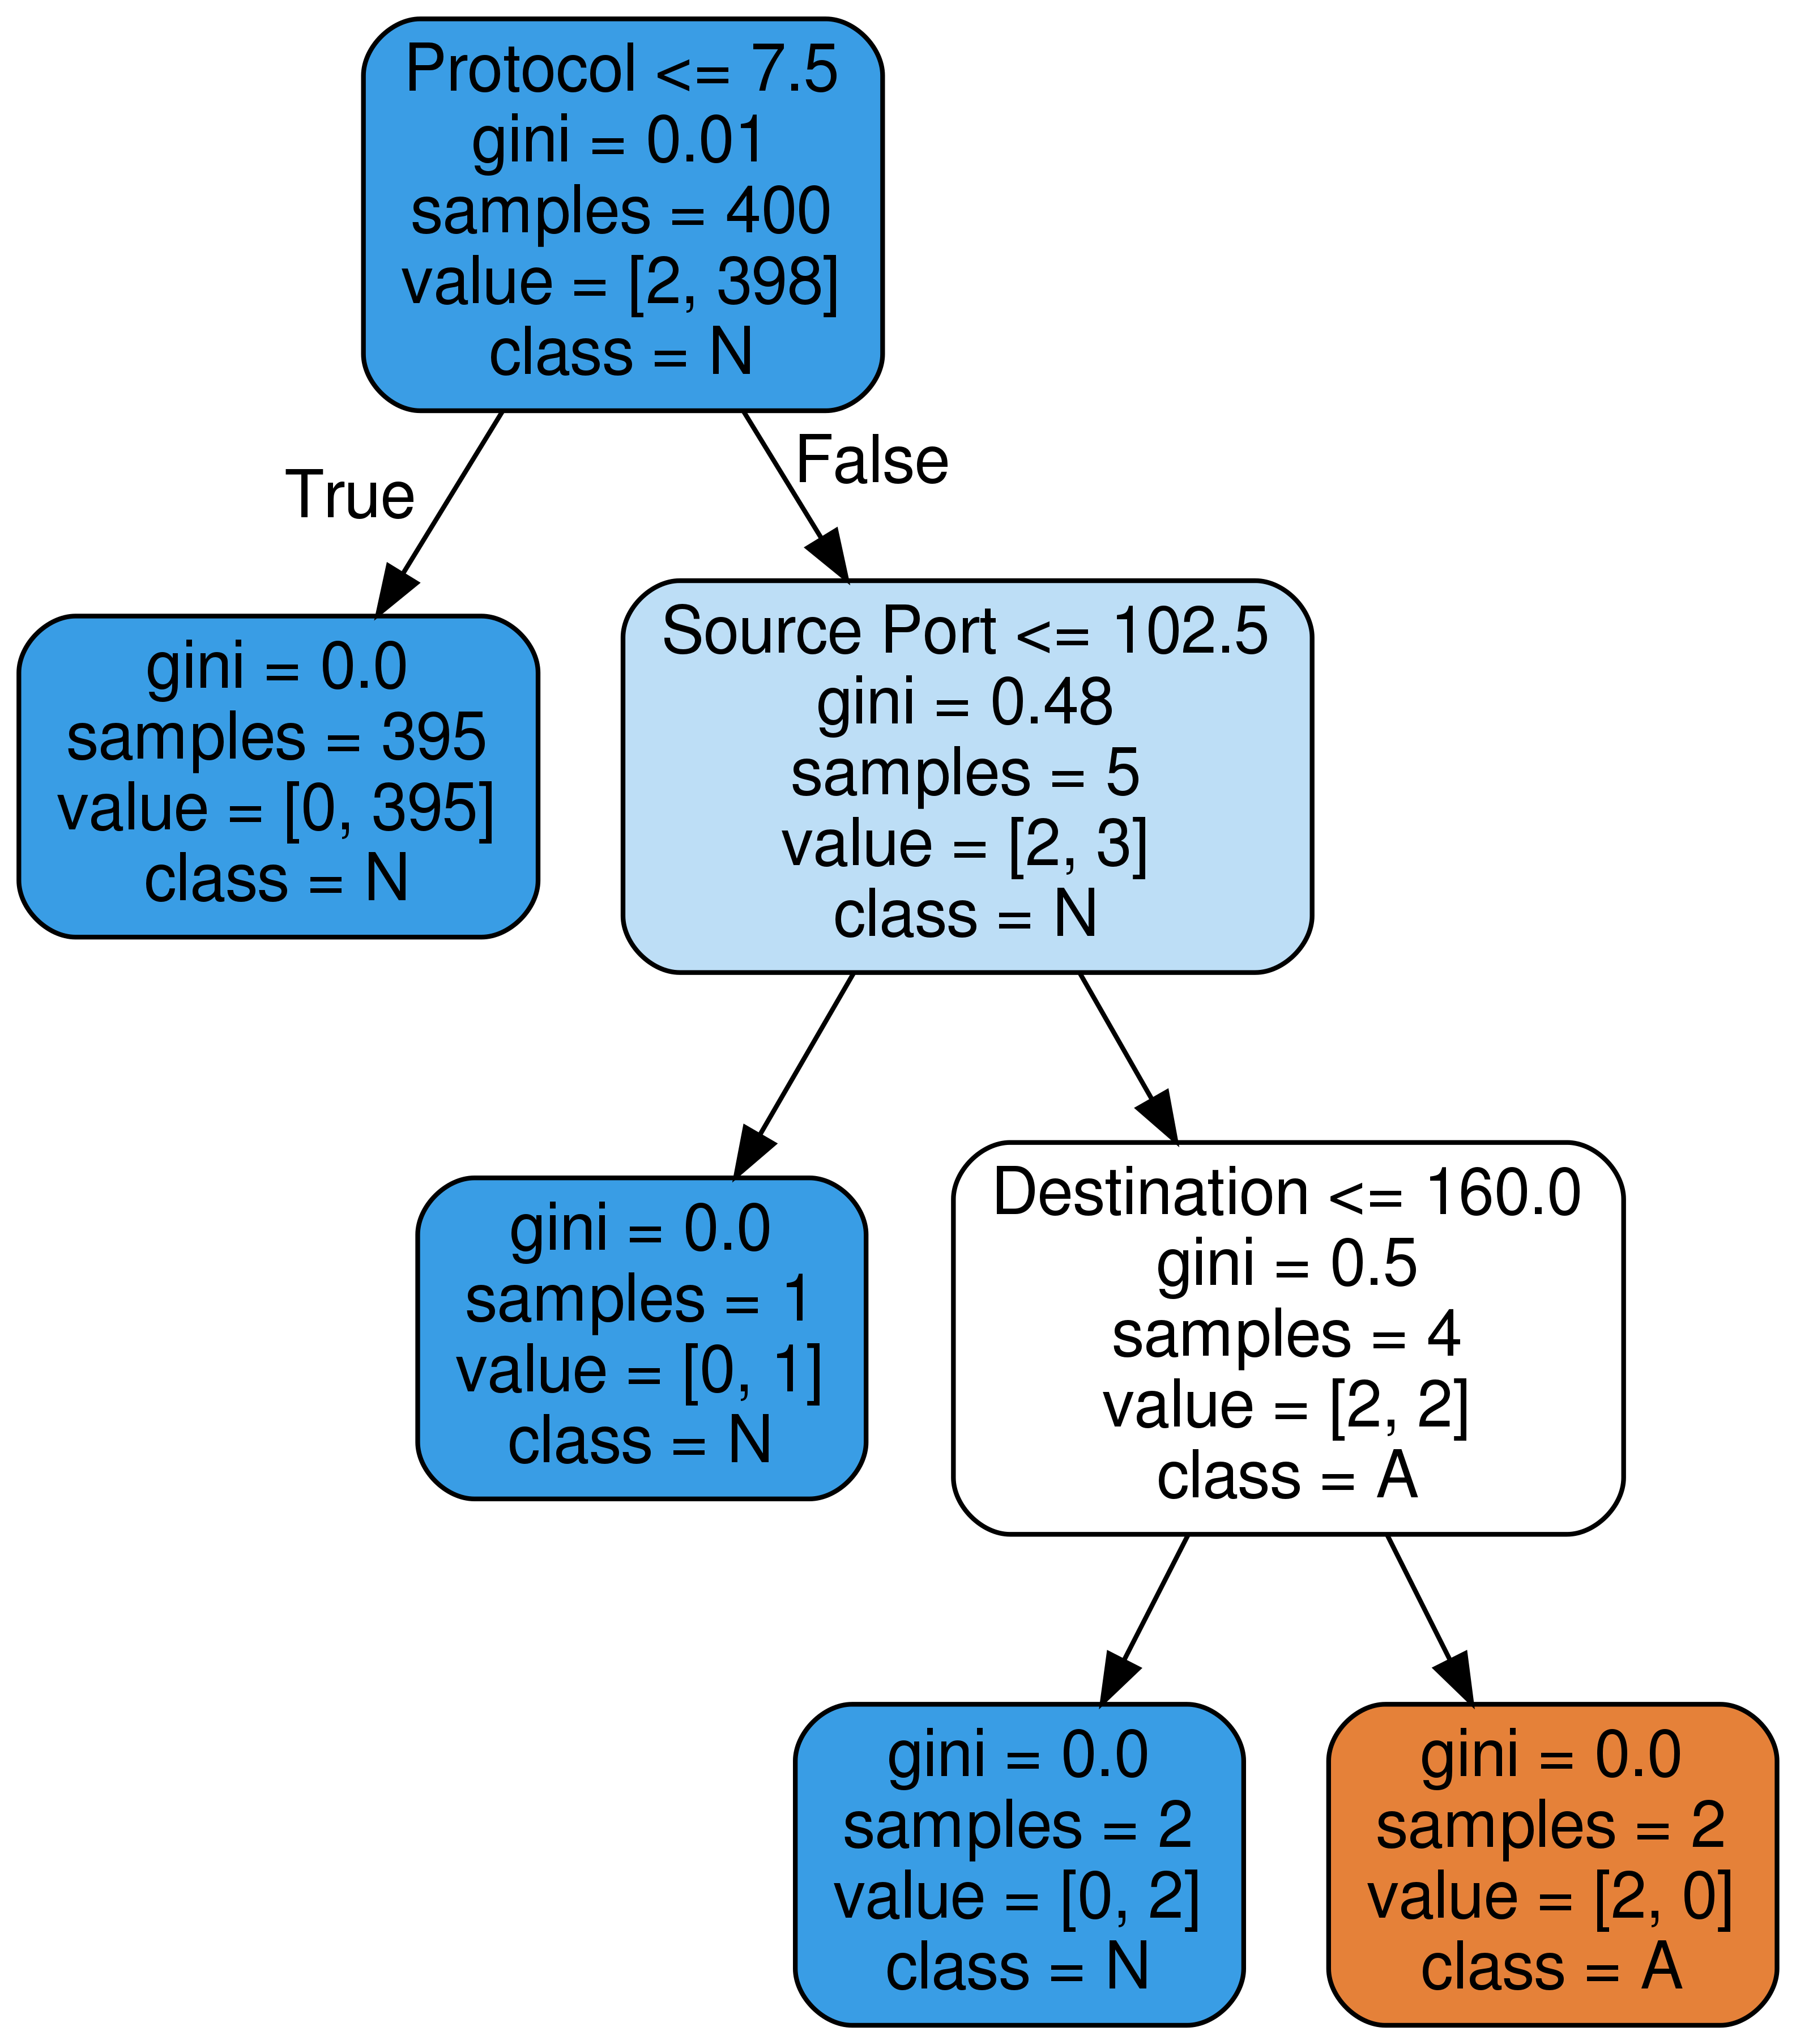 Protocol <= 7.5
gini = 0.01
samples = 400
value = [2, 398]
class = N
True
False
gini = 0.0
samples = 395
value = [0, 395]
class = N
Source Port <= 102.5
gini = 0.48
samples = 5
value = [2, 3]
class = N
gini = 0.0
samples = 1
value = [0, 1]
class = N
Destination <= 160.0
gini = 0.5
samples = 4
value = [2, 2]
class = A
gini = 0.0
samples = 2
value = [0, 2]
class = N
gini = 0.0
samples = 2
value = [2, 0]
class = A